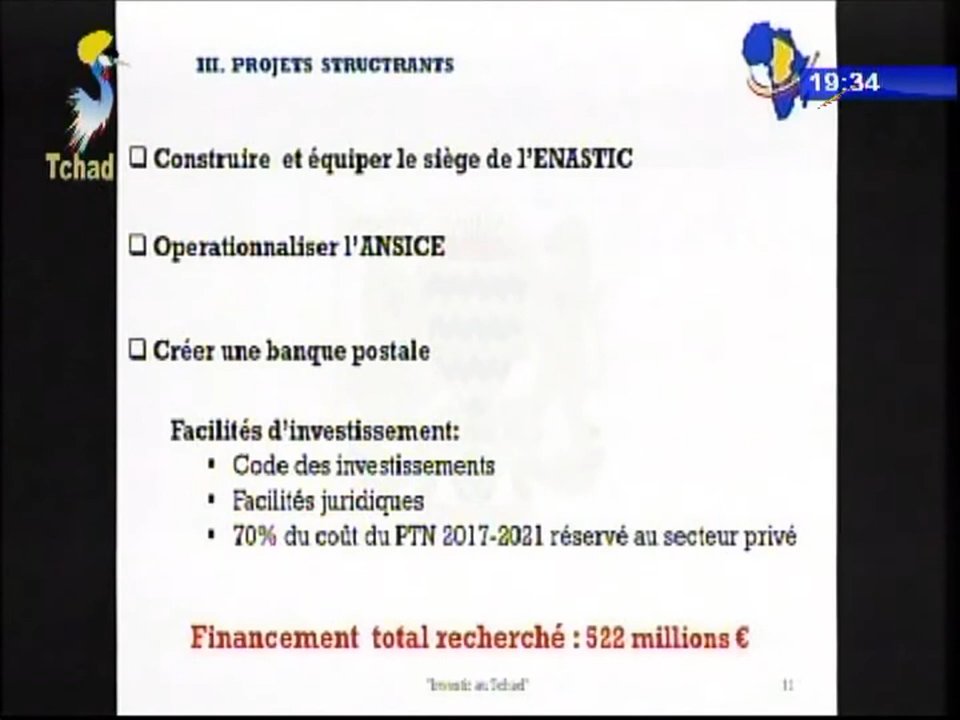 III. PROJETS STRUCTRANTS
19:34
Tchad
Construire et équiper le siège de l'ENASTIC
Operationnaliser l'ANSICE
Créer une banque postale
Facilités d'investissement:
Code des investissements
Facilités juridiques
70% du coût du PTN 2017-2021 réservé au secteur privé
Financement total recherché : 522 millions €
"Investir au Tchad"
11